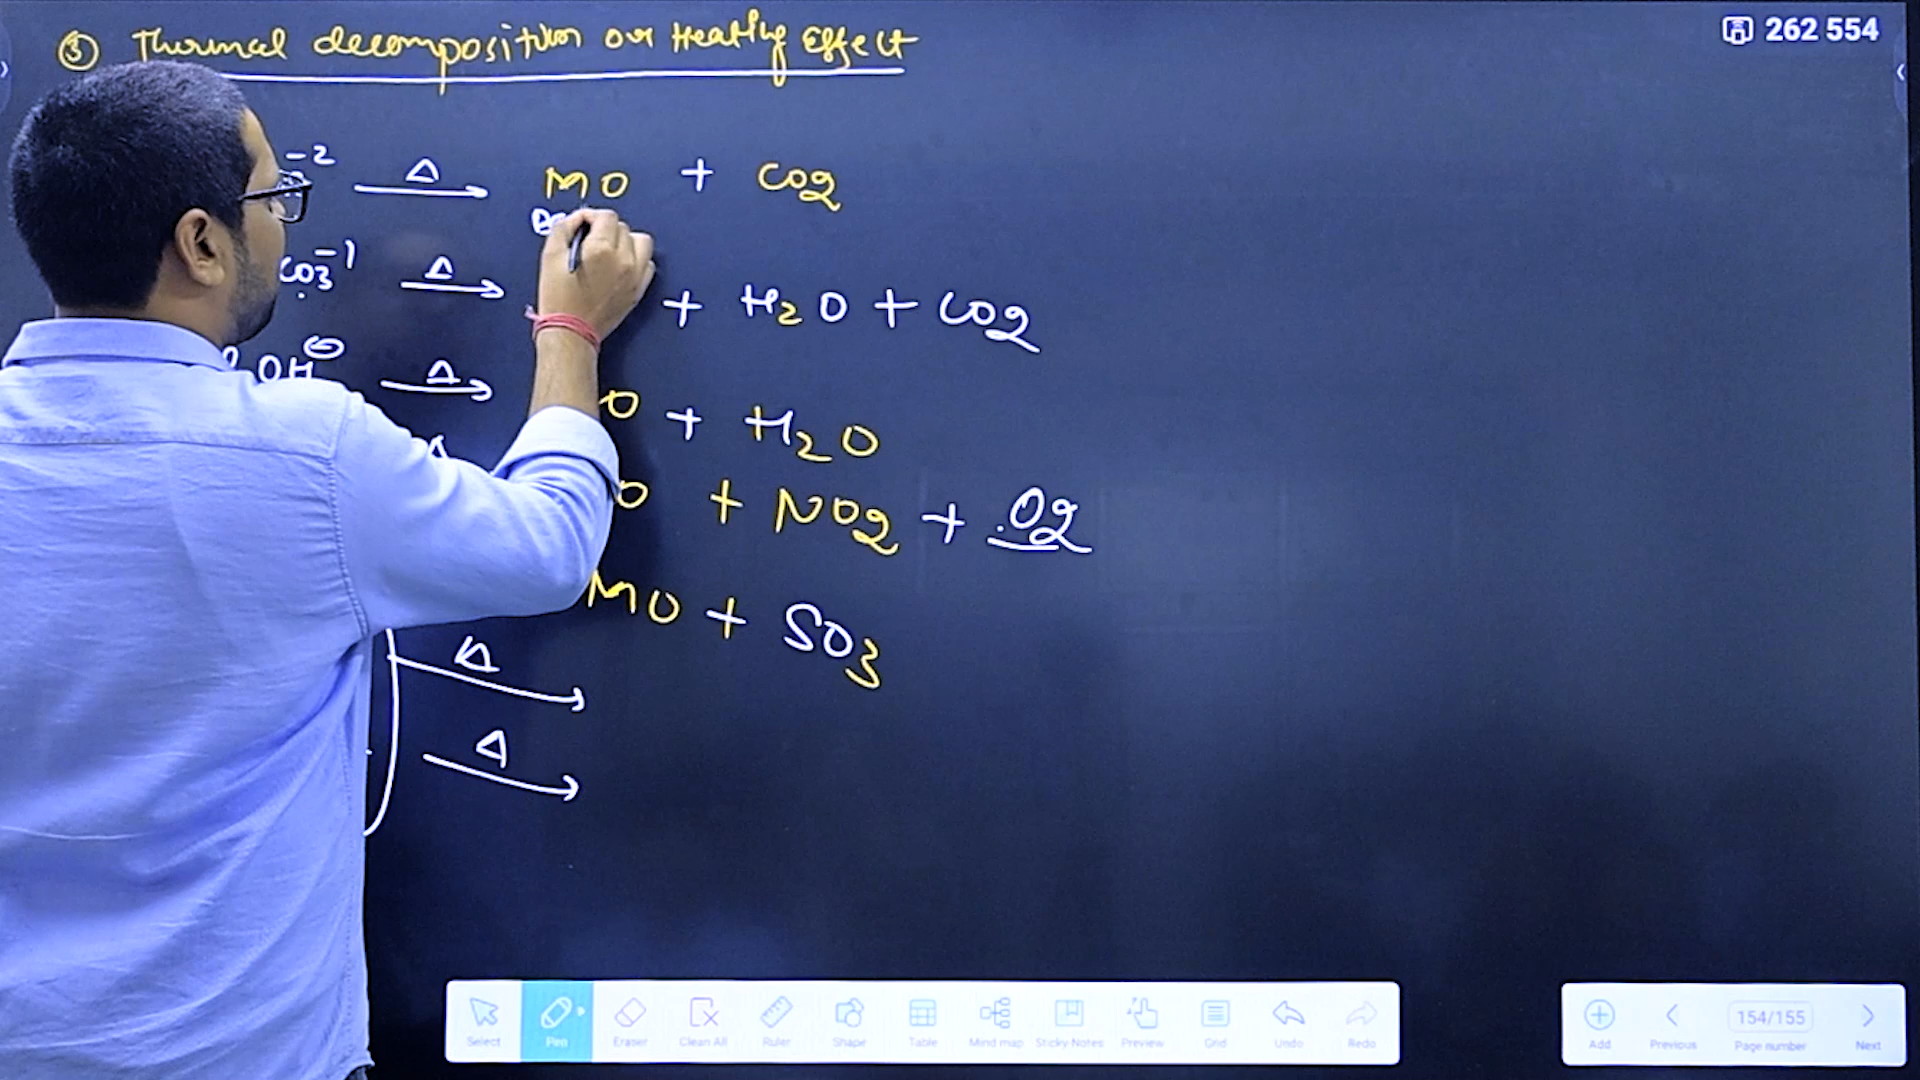 ③ Thermal decomposition or Heating Effect
262 554
-2 Δ→ MO + CO2
CO3-1 Δ→ + H2O + CO2
OH⊖ Δ→ O + H2O
Δ O + NO2 + O2
MO + SO3
Δ→
Δ→
Select Pen Eraser Clean All Ruler Shape Table Mind map Sticky Notes Preview Grid Undo Redo
Add Previous 154/155 Page number Next